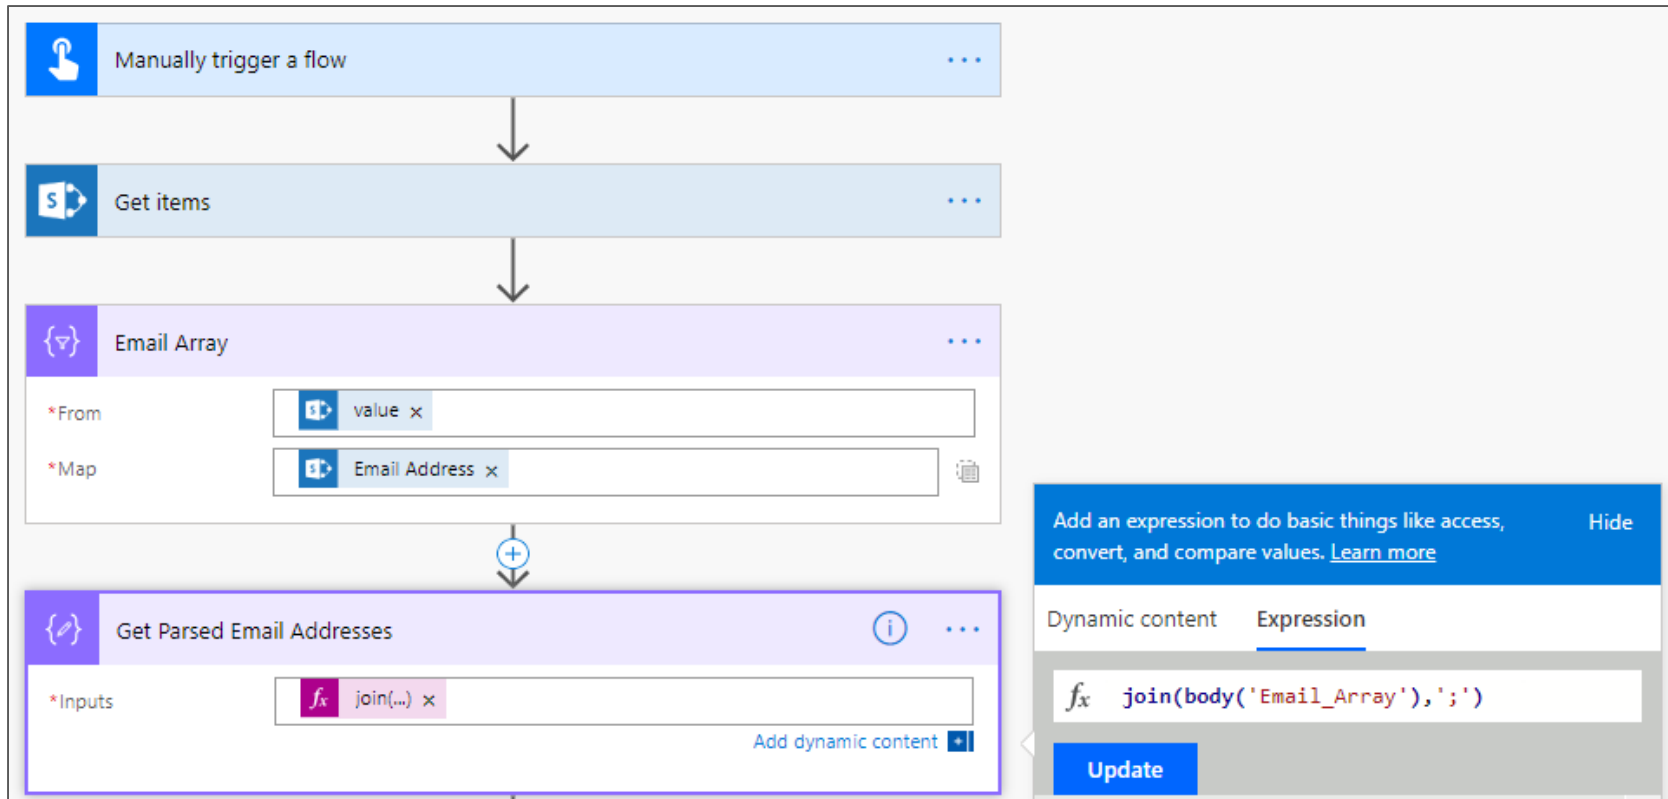 Manually trigger a flow
Get items
Email Array
*From
value ×
*Map
Email Address ×
Get Parsed Email Addresses
*Inputs
fx join(...) ×
Add dynamic content
Add an expression to do basic things like access,
convert, and compare values. Learn more
Hide
Dynamic content Expression
fx join(body('Email_Array'),';')
Update